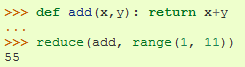 >>> def add(x,y): return x+y
...
>>> reduce(add, range(1, 11))
55